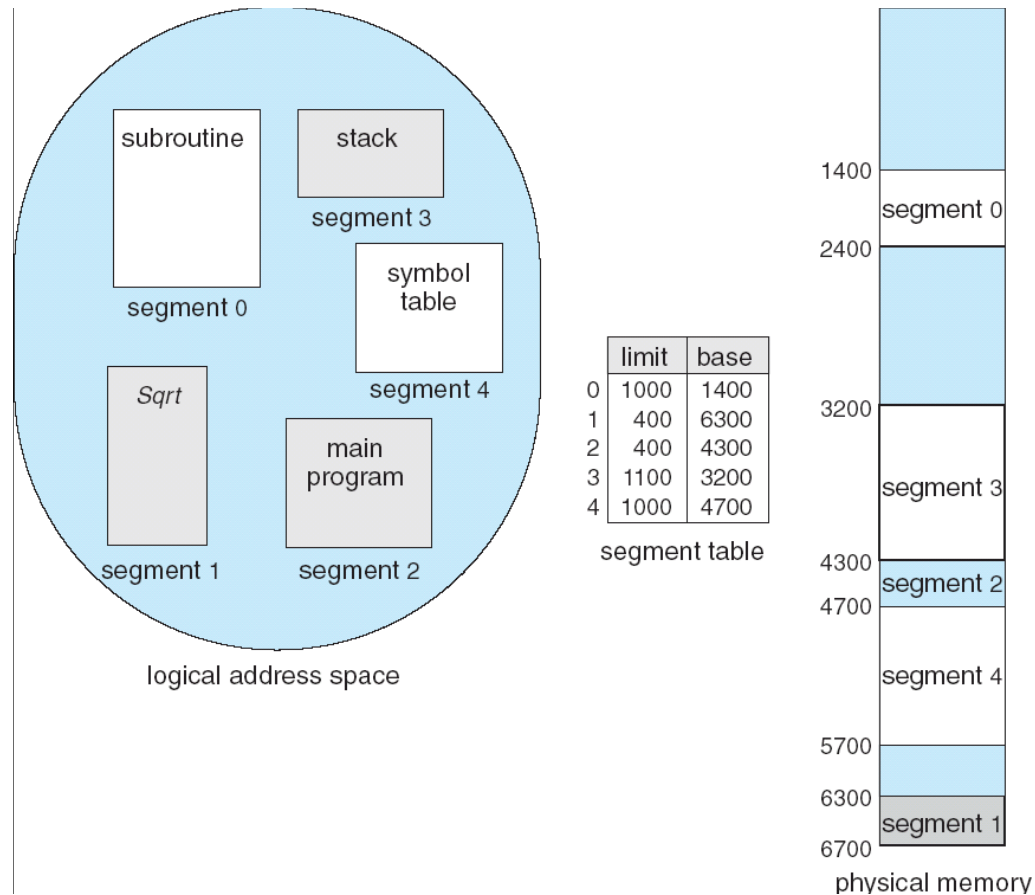 subroutine
segment 0
stack
segment 3
symbol
table
segment 4
Sqrt
segment 1
main
program
segment 2
logical address space
limit base
0 1000 1400
1 400 6300
2 400 4300
3 1100 3200
4 1000 4700
segment table
1400
segment 0
2400
3200
segment 3
4300
segment 2
4700
segment 4
5700
6300
segment 1
6700
physical memory